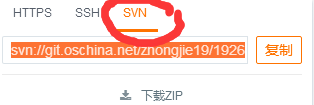 HTTPS SSH SVN
svn://git.oschina.net/zhongjie19/1926 复制
下载ZIP